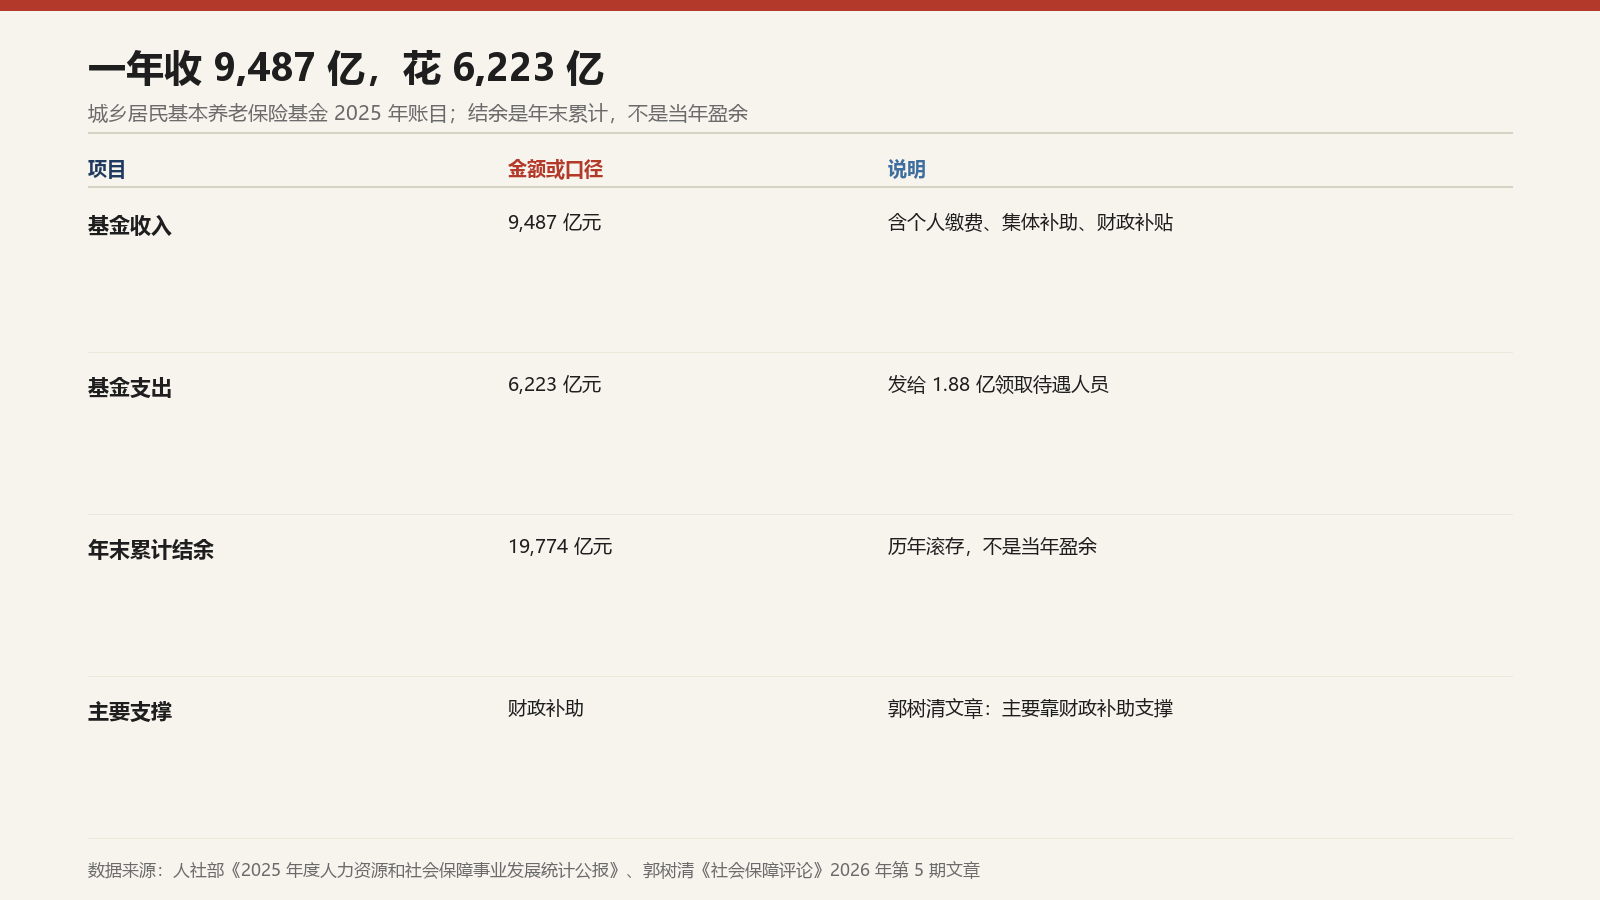 一年收 9,487 亿，花 6,223 亿
城乡居民基本养老保险基金 2025 年账目；结余是年末累计，不是当年盈余
项目 金额或口径 说明
基金收入 9,487 亿元 含个人缴费、集体补助、财政补贴
基金支出 6,223 亿元 发给 1.88 亿领取待遇人员
年末累计结余 19,774 亿元 历年滚存，不是当年盈余
主要支撑 财政补助 郭树清文章：主要靠财政补助支撑
数据来源：人社部《2025 年度人力资源和社会保障事业发展统计公报》、郭树清《社会保障评论》2026 年第 5 期文章